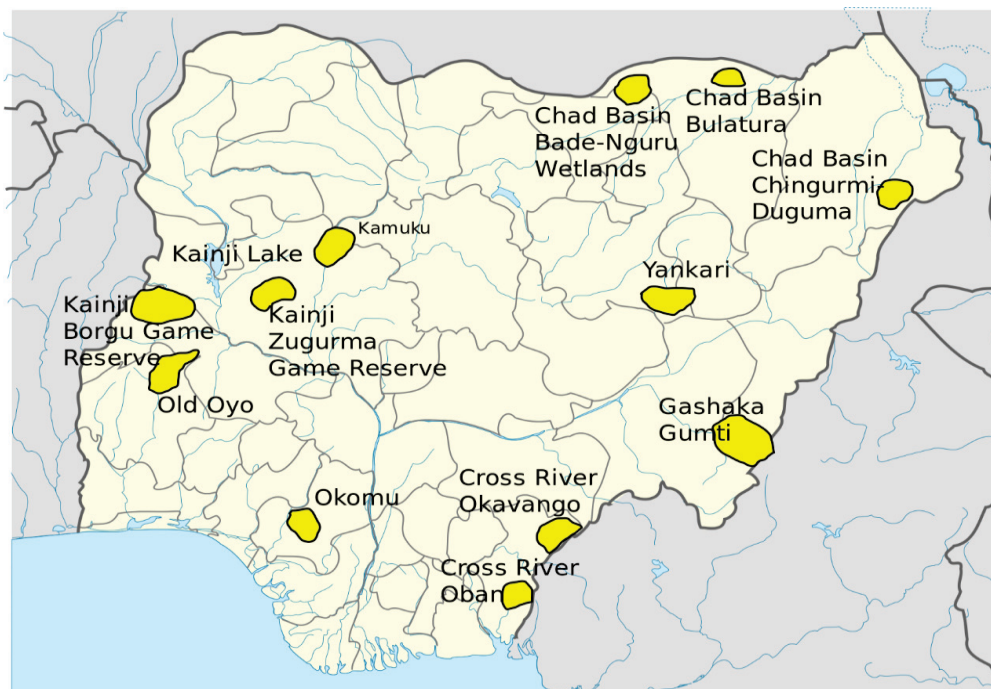 Chad Basin
Bade-Nguru
Wetlands
Chad Basin
Bulatura
Chad Basin
Chingurmi-
Duguma
Kamuku
Kainji Lake
Yankari
Kainji
Borgu Game
Reserve
Kainji
Zugurma
Game Reserve
Old Oyo
Gashaka
Gumti
Okomu
Cross River
Okavango
Cross River
Oban